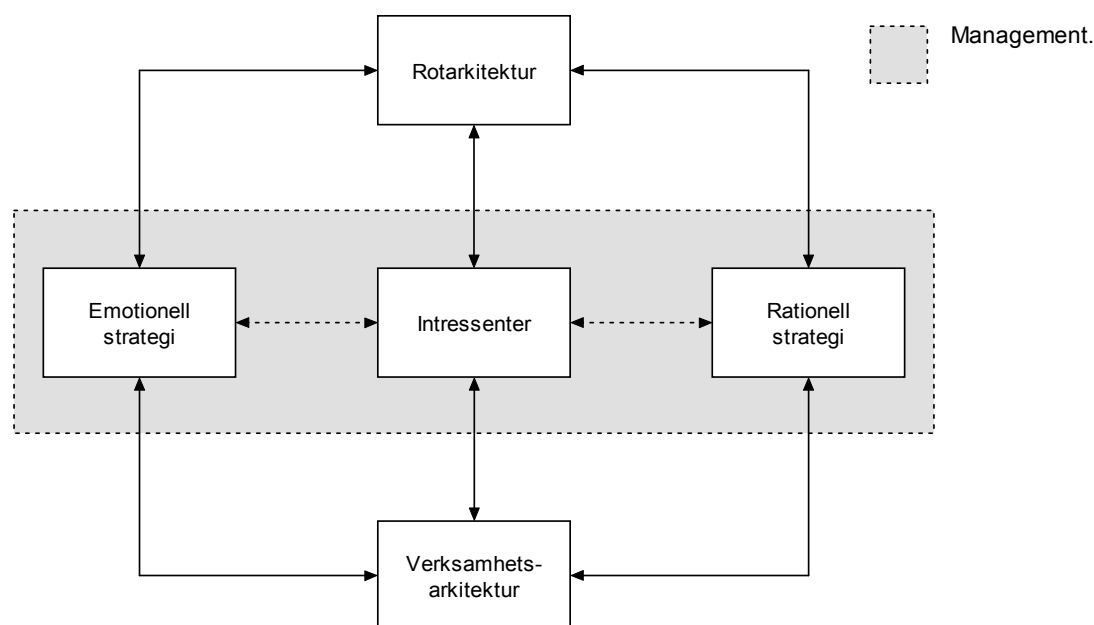 Management.
Rotarkitektur
Emotionell
strategi
Intressenter
Rationell
strategi
Verksamhets-
arkitektur